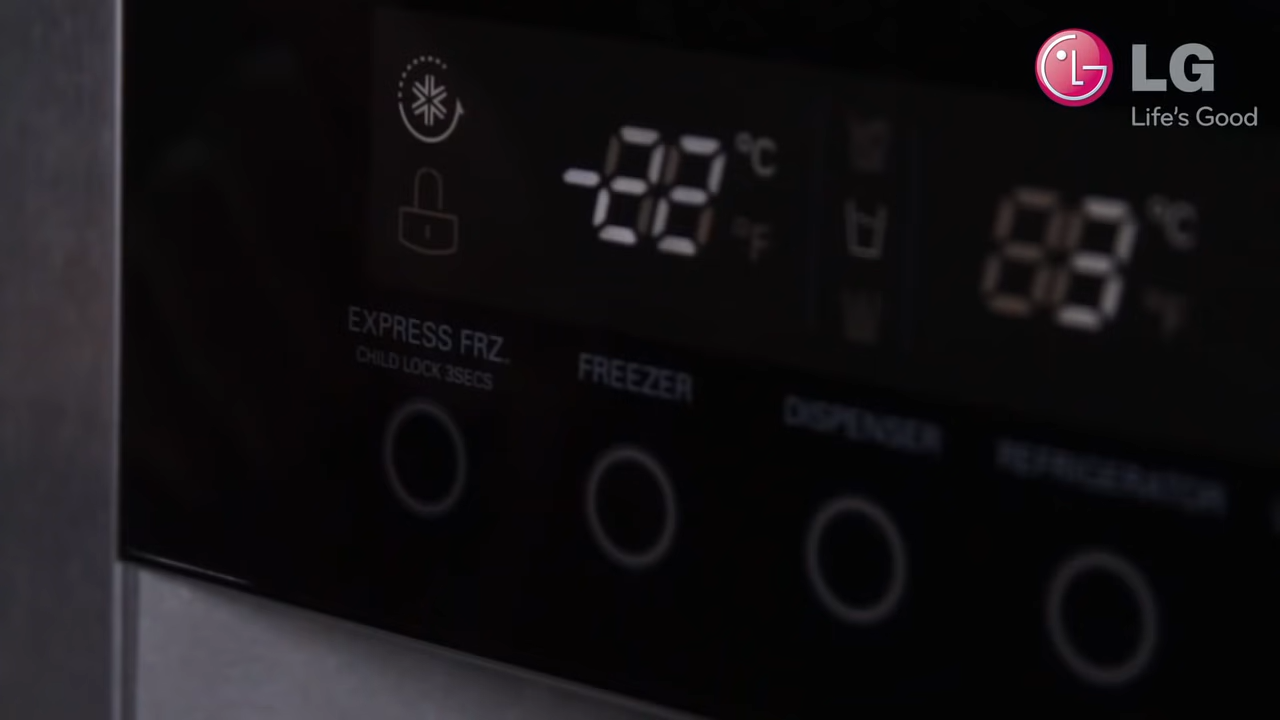 LG
Life's Good
-22 °C
°F
3 °C
°F
EXPRESS FRZ.
CHILD LOCK 3SECS
FREEZER
DISPENSER
REFRIGERATOR